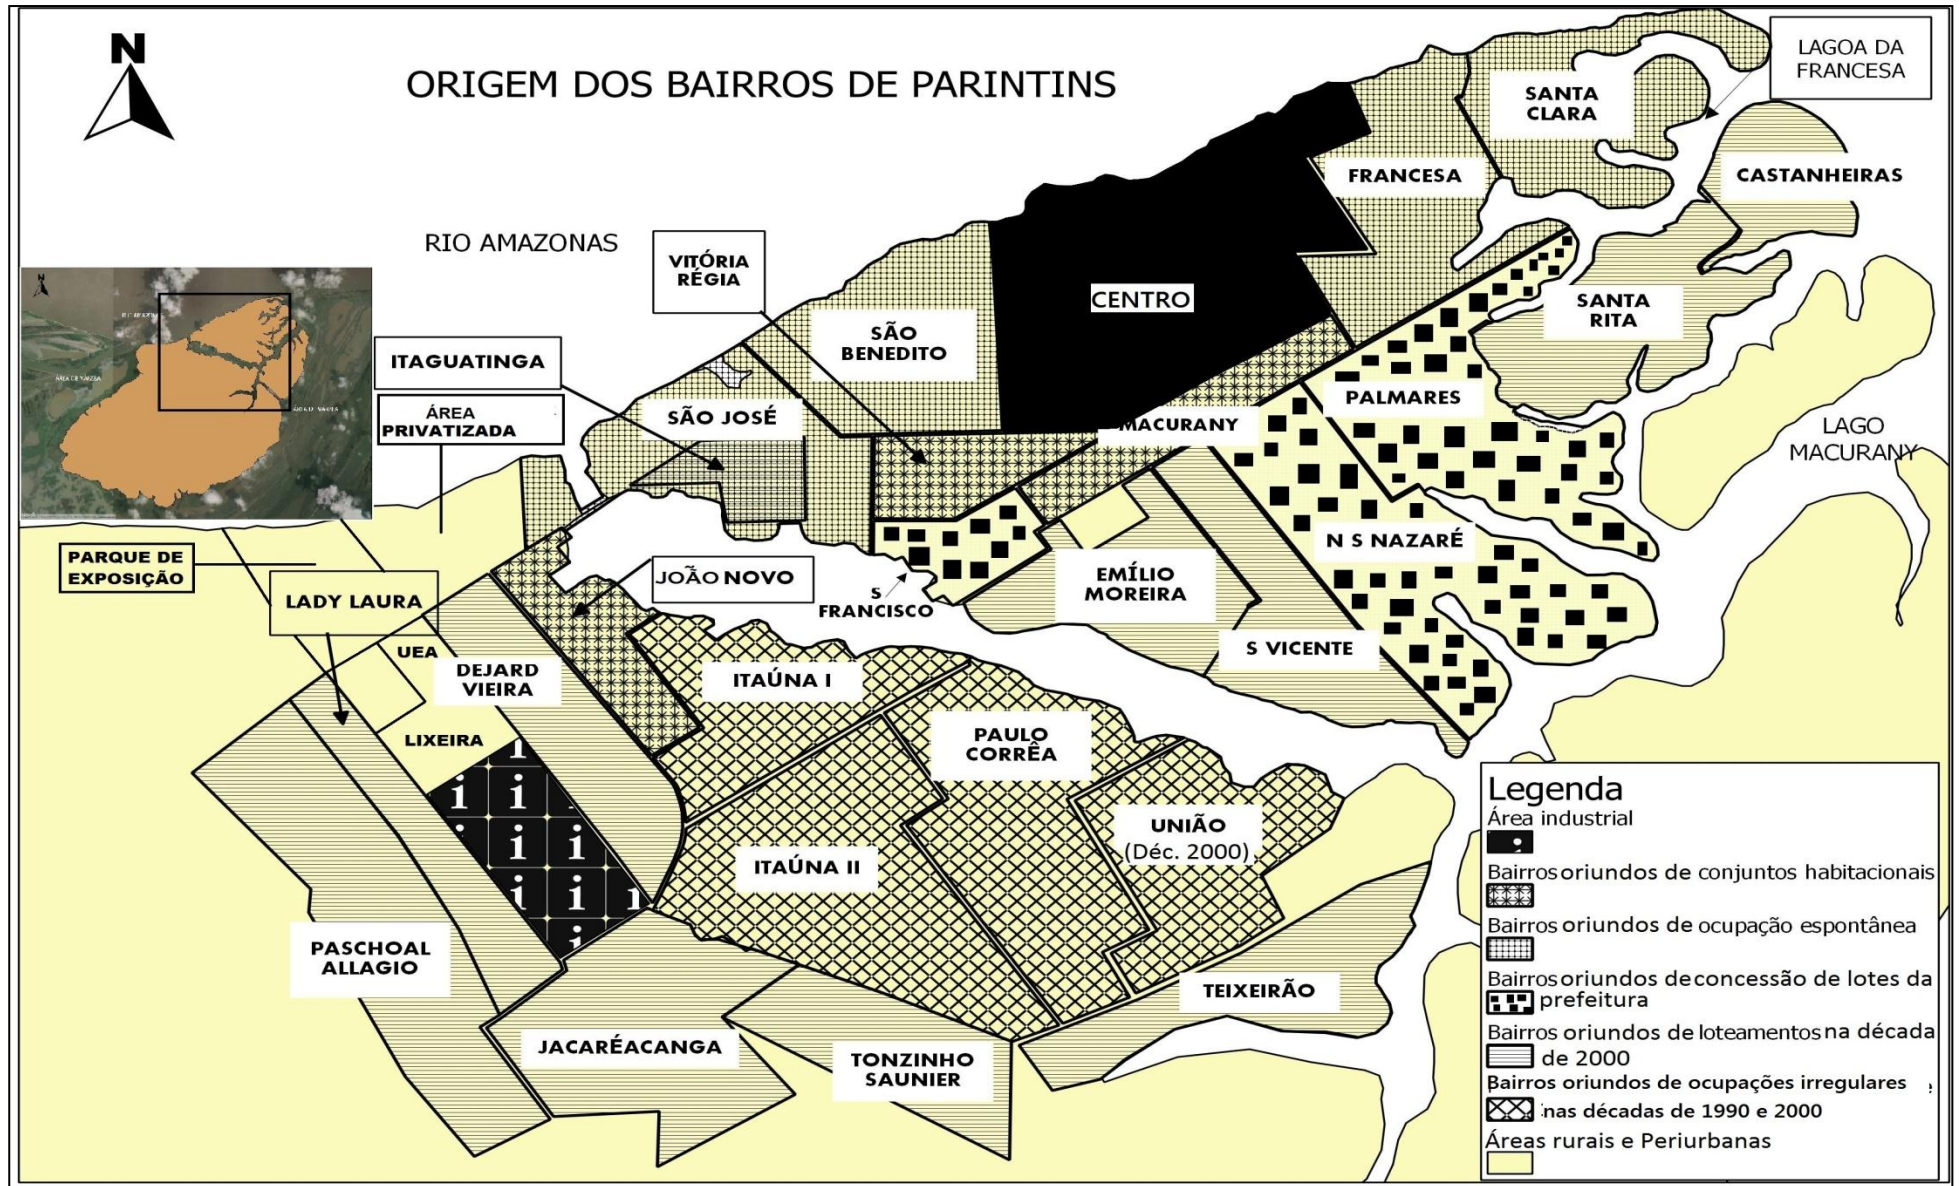 N
ORIGEM DOS BAIRROS DE PARINTINS
LAGOA DA
FRANCESA
SANTA
CLARA
FRANCESA
CASTANHEIRAS
RIO AMAZONAS
VITÓRIA
RÉGIA
CENTRO
SANTA
RITA
SÃO
BENEDITO
ITAGUATINGA
PALMARES
ÁREA
PRIVATIZADA
SÃO JOSÉ
MACURANY
LAGO
MACURANY
N S NAZARÉ
PARQUE DE
EXPOSIÇÃO
JOÃO NOVO
EMÍLIO
MOREIRA
S
FRANCISCO
LADY LAURA
S VICENTE
UEA
DEJARD
VIEIRA
ITAÚNA I
LIXEIRA
PAULO
CORRÊA
UNIÃO
(Déc. 2000)
ITAÚNA II
PASCHOAL
ALLAGIO
TEIXEIRÃO
JACARÉACANGA
TONZINHO
SAUNIER
Legenda
Área industrial
i
Bairros oriundos de conjuntos habitacionais
Bairros oriundos de ocupação espontânea
Bairros oriundos de concessão de lotes da
prefeitura
Bairros oriundos de loteamentos na década
de 2000
Bairros oriundos de ocupações irregulares
nas décadas de 1990 e 2000
Áreas rurais e Periurbanas